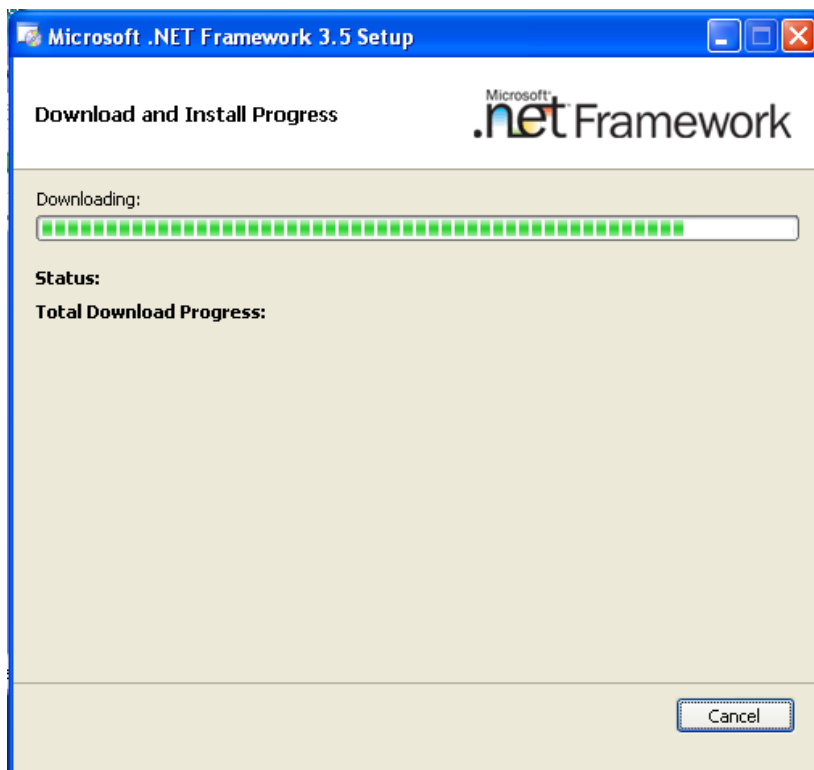 Microsoft .NET Framework 3.5 Setup
Download and Install Progress
Microsoft
.net Framework
Downloading:
Status:
Total Download Progress:
Cancel